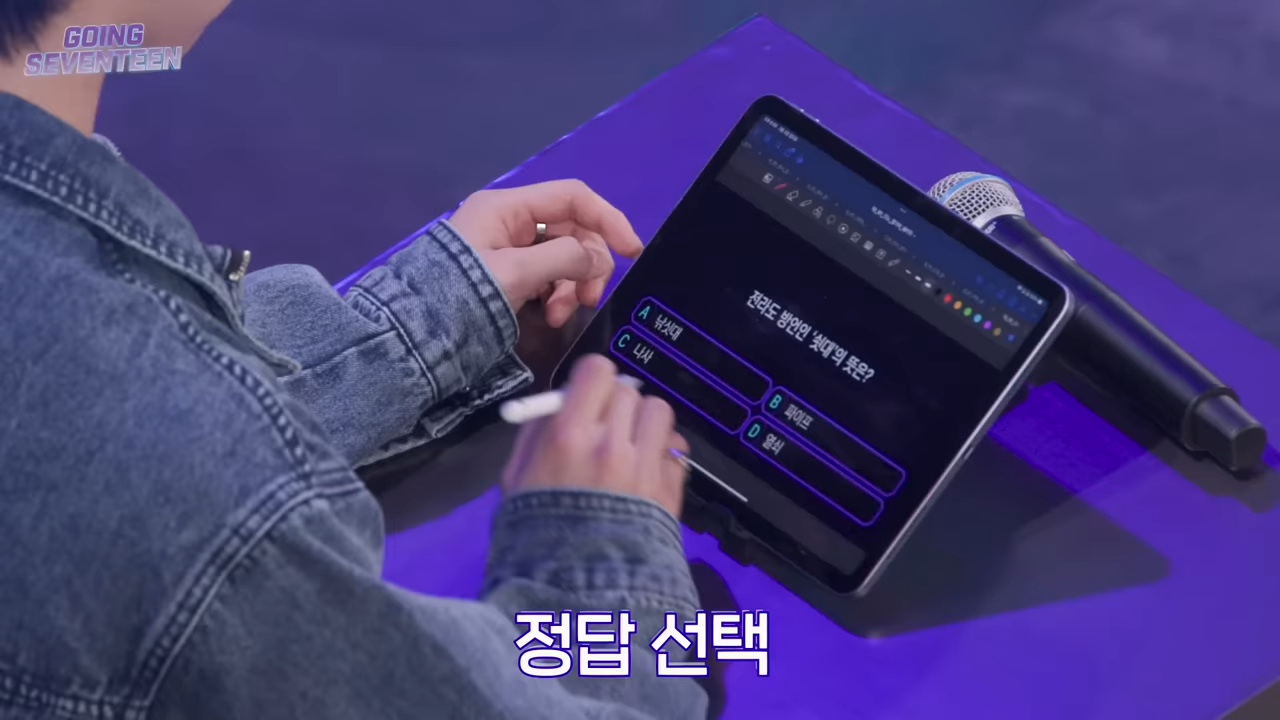 GOING
SEVENTEEN
전라도 방언인 '쇳대'의 뜻은?
A 낚싯대
B 파이프
C 나사
D 열쇠
정답 선택